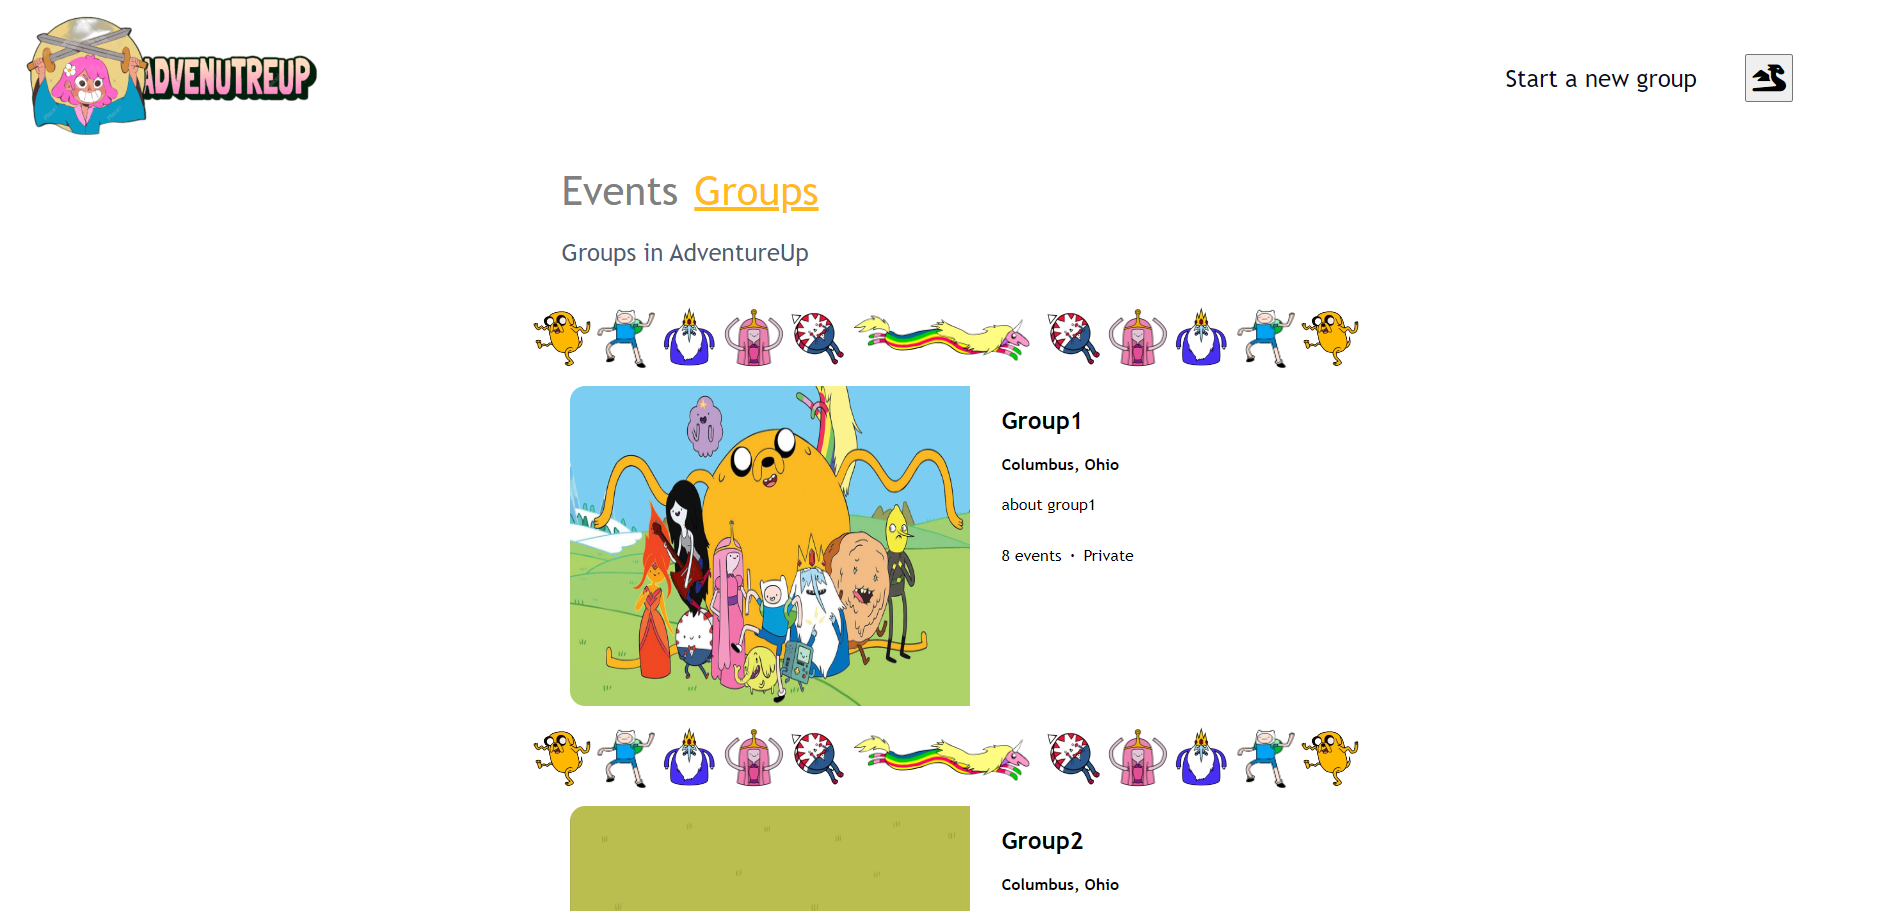 ADVENUTREUP
Start a new group
Events Groups
Groups in AdventureUp
Group1
Columbus, Ohio
about group1
8 events · Private
Group2
Columbus, Ohio